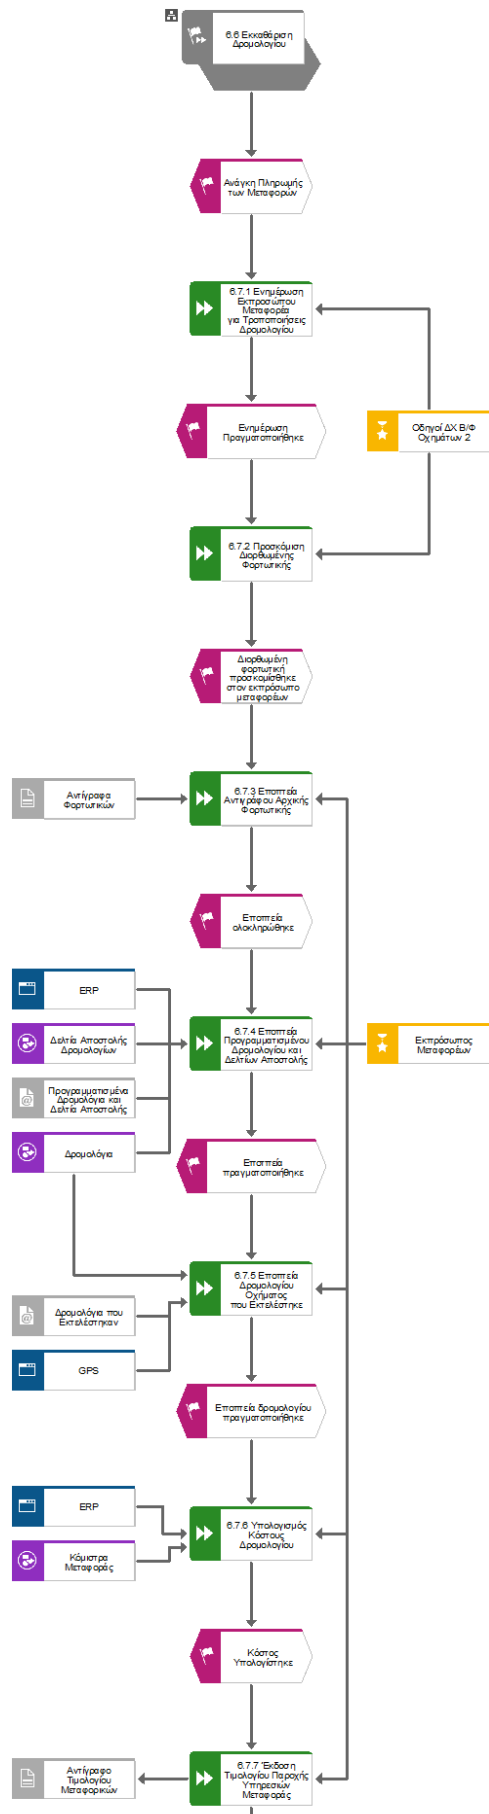 6.6 Εκκαθάριση
Δρομολογίου
Ανάγκη Πληρωμής
των Μεταφορών
6.7.1 Ενημέρωση
Εκπροσώπου
Μεταφορέα
για Τροποποιήσεις
Δρομολογίου
Ενημέρωση
Πραγματοποιήθηκε
Οδηγοί ΔΧ Β/Φ
Οχημάτων 2
6.7.2 Προσκόμιση
Διορθωμένης
Φορτωτικής
Διορθωμένη
φορτωτική
προσκομίσθηκε
στον εκπρόσωπο
μεταφορέων
Αντίγραφα
Φορτωτικών
6.7.3 Εποπτεία
Αντιγράφου Αρχικής
Φορτωτικής
Εποπτεία
ολοκληρώθηκε
ERP
Δελτία Αποστολής
Δρομολογίων
Προγραμματισμένα
Δρομολόγια και
Δελτία Αποστολής
Δρομολόγια
6.7.4 Εποπτεία
Προγραμματισμένου
Δρομολογίου και
Δελτίων Αποστολής
Εκπρόσωπος
Μεταφορέων
Εποπτεία
πραγματοποιήθηκε
6.7.5 Εποπτεία
Δρομολογίου
Οχήματος
που Εκτελέστηκε
Δρομολόγια που
Εκτελέστηκαν
GPS
Εποπτεία δρομολογίου
πραγματοποιήθηκε
ERP
Κόμιστρα
Μεταφοράς
6.7.6 Υπολογισμός
Κόστους
Δρομολογίου
Κόστος
Υπολογίστηκε
Αντίγραφο
Τιμολογίου
Μεταφορικών
6.7.7 Έκδοση
Τιμολογίου Παροχής
Υπηρεσιών
Μεταφοράς